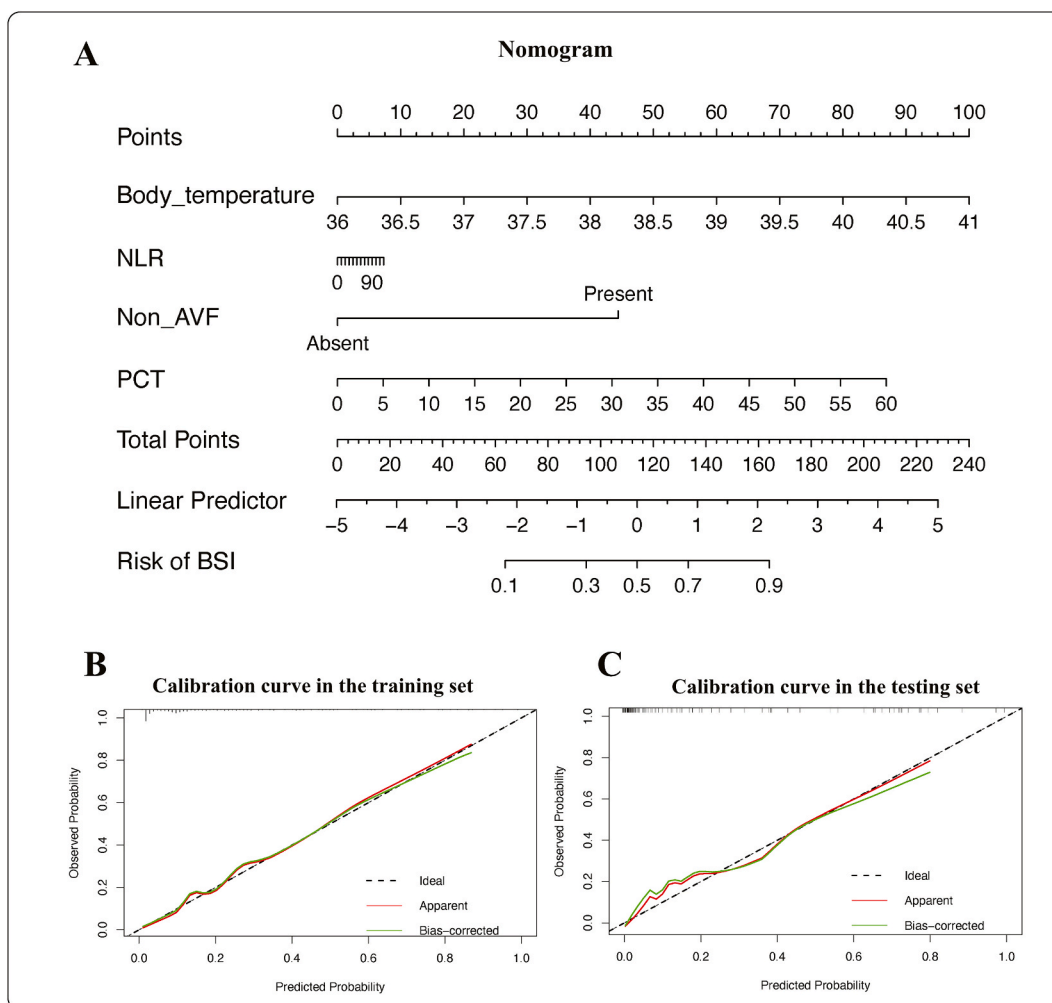 A
Nomogram
0 10 20 30 40 50 60 70 80 90 100
Points
Body_temperature
36 36.5 37 37.5 38 38.5 39 39.5 40 40.5 41
NLR
0 90
Present
Non_AVF
Absent
PCT
0 5 10 15 20 25 30 35 40 45 50 55 60
Total Points
0 20 40 60 80 100 120 140 160 180 200 220 240
Linear Predictor
−5 −4 −3 −2 −1 0 1 2 3 4 5
Risk of BSI
0.1 0.3 0.5 0.7 0.9
B
Calibration curve in the training set
Observed Probability
1.0
0.8
0.6
0.4
0.2
0.0
Ideal
Apparent
Bias−corrected
0.0 0.2 0.4 0.6 0.8 1.0
Predicted Probability
C
Calibration curve in the testing set
Observed Probability
1.0
0.8
0.6
0.4
0.2
0.0
Ideal
Apparent
Bias−corrected
0.0 0.2 0.4 0.6 0.8 1.0
Predicted Probability